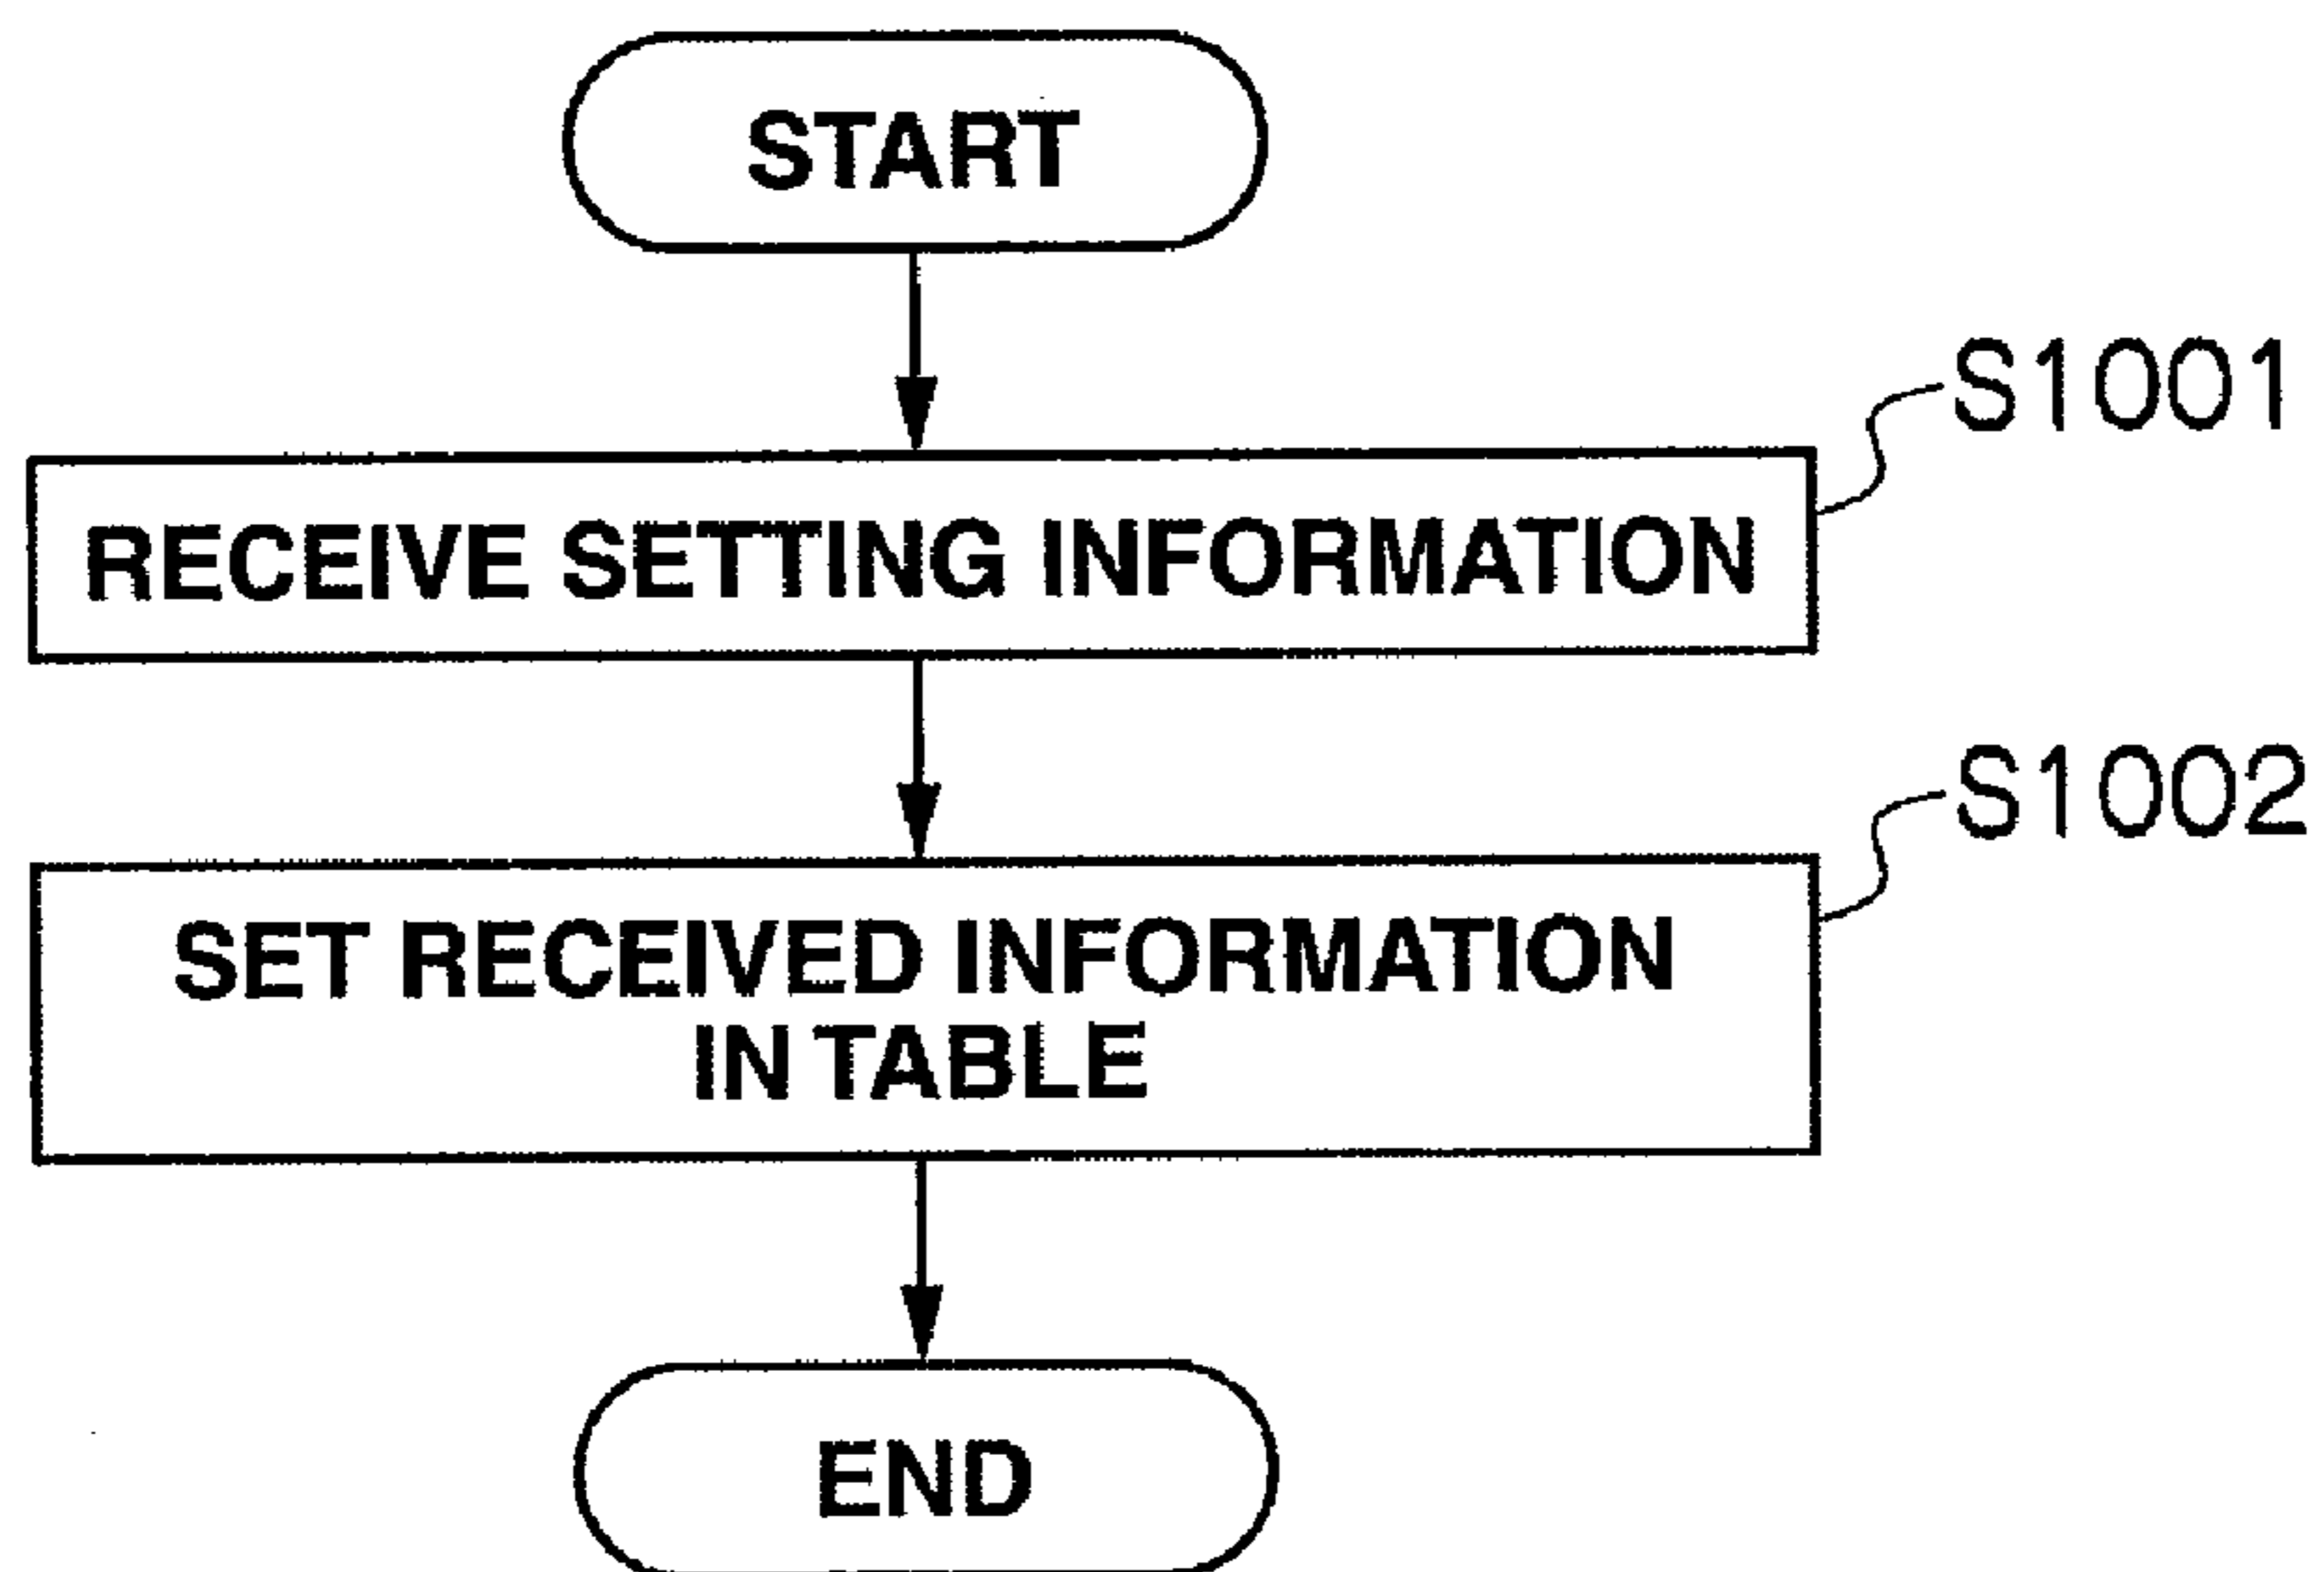 START
S1001
RECEIVE SETTING INFORMATION
S1002
SET RECEIVED INFORMATION
IN TABLE
END